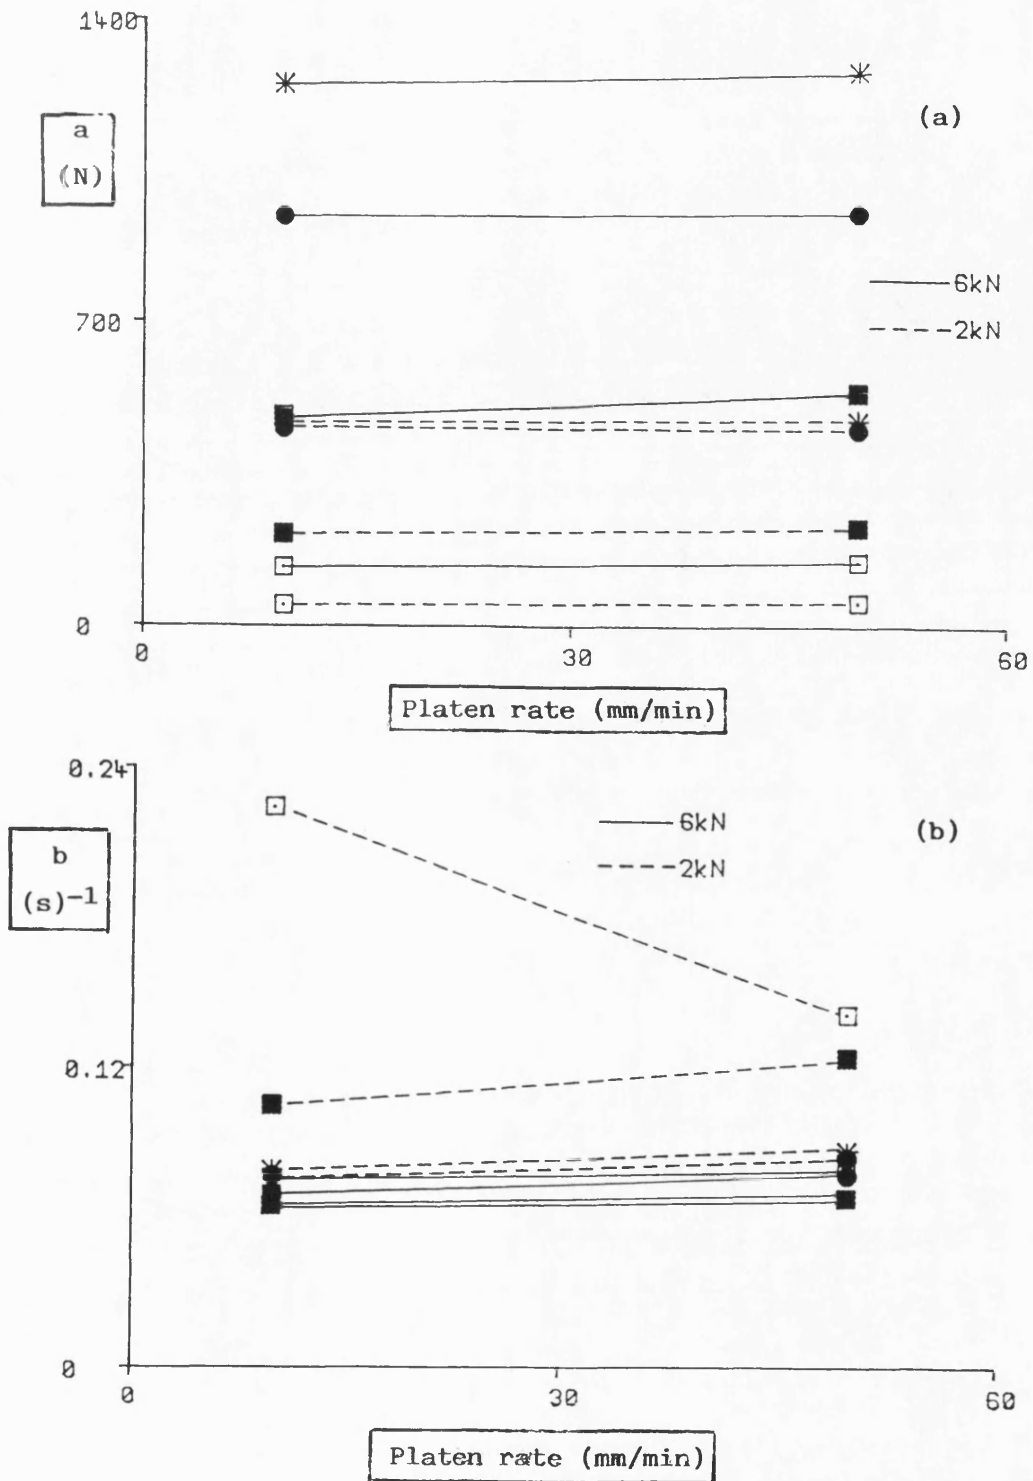 1400
a
(N)
(a)
6kN
700
2kN
0
0
30
60
Platen rate (mm/min)
0.24
6kN
(b)
b
(s)⁻¹
2kN
0.12
0
0
30
60
Platen rate (mm/min)